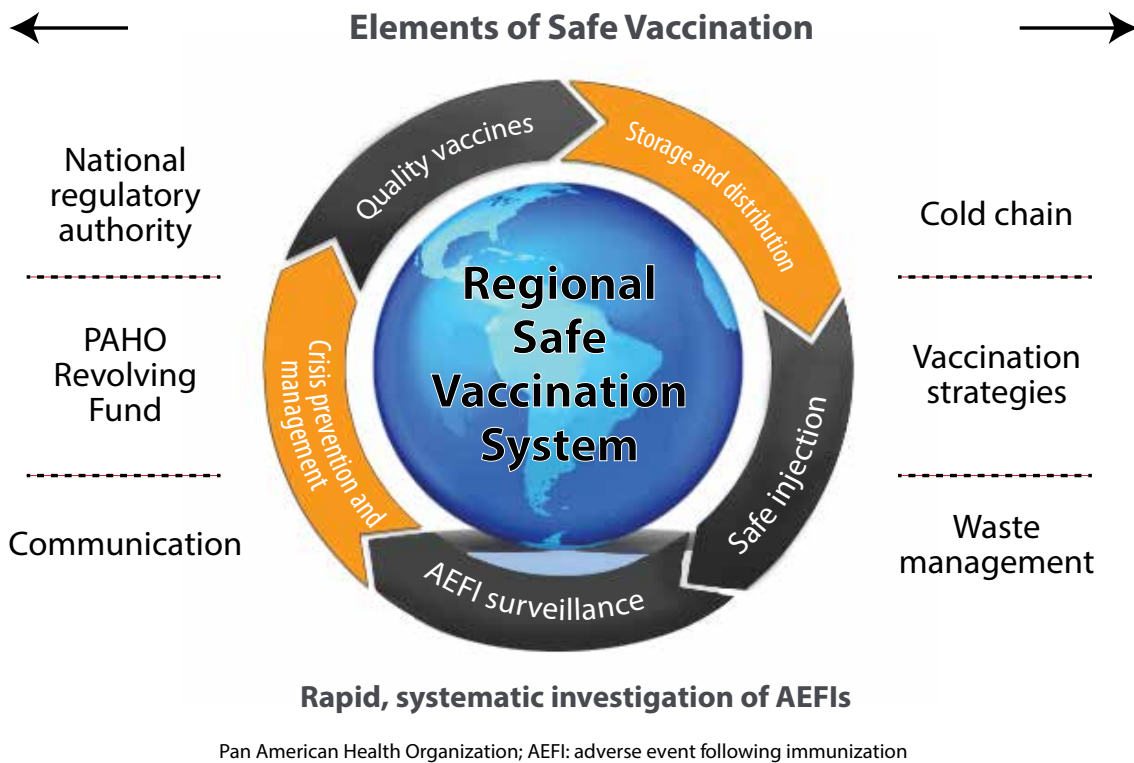 Elements of Safe Vaccination
National
regulatory
authority
PAHO
Revolving
Fund
Communication
Quality vaccines
Storage and distribution
Safe injection
AEFI surveillance
Crisis prevention and
management
Regional
Safe
Vaccination
System
Cold chain
Vaccination
strategies
Waste
management
Rapid, systematic investigation of AEFIs
Pan American Health Organization; AEFI: adverse event following immunization